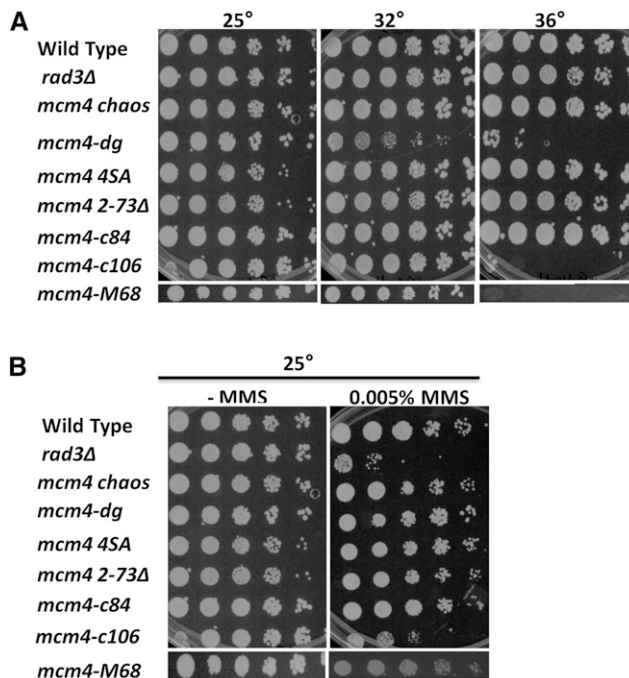 A
25° 32° 36°
Wild Type
rad3Δ
mcm4 chaos
mcm4-dg
mcm4 4SA
mcm4 2-73Δ
mcm4-c84
mcm4-c106
mcm4-M68
B
25°
- MMS 0.005% MMS
Wild Type
rad3Δ
mcm4 chaos
mcm4-dg
mcm4 4SA
mcm4 2-73Δ
mcm4-c84
mcm4-c106
mcm4-M68